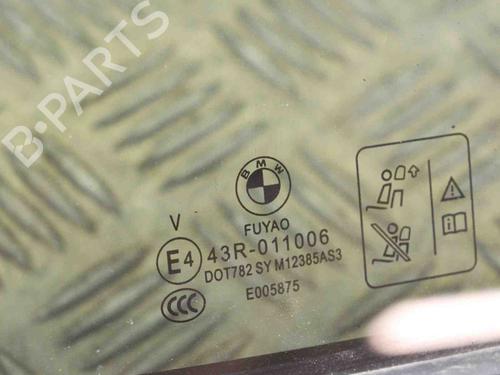 B-PARTS
BMW
FUYAO
V
E4 43R-011006
DOT782 SY M12385AS3
CCC E005875